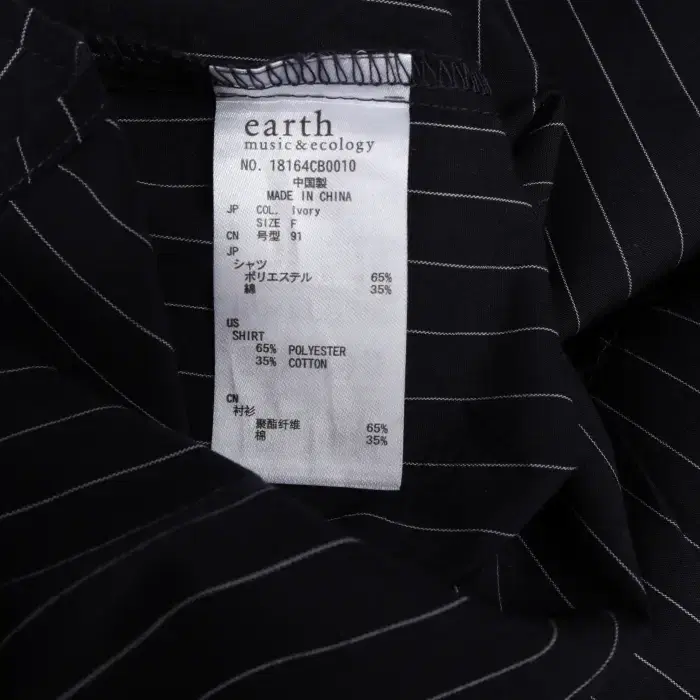 earth
music&ecology
NO. 18164CB0010
中国製
MADE IN CHINA
JP COL. Ivory
SIZE F
CN 号型 91
JP
シャツ
ポリエステル 65%
綿 35%
US
SHIRT
65% POLYESTER
35% COTTON
CN
衬衫
聚酯纤维 65%
棉 35%